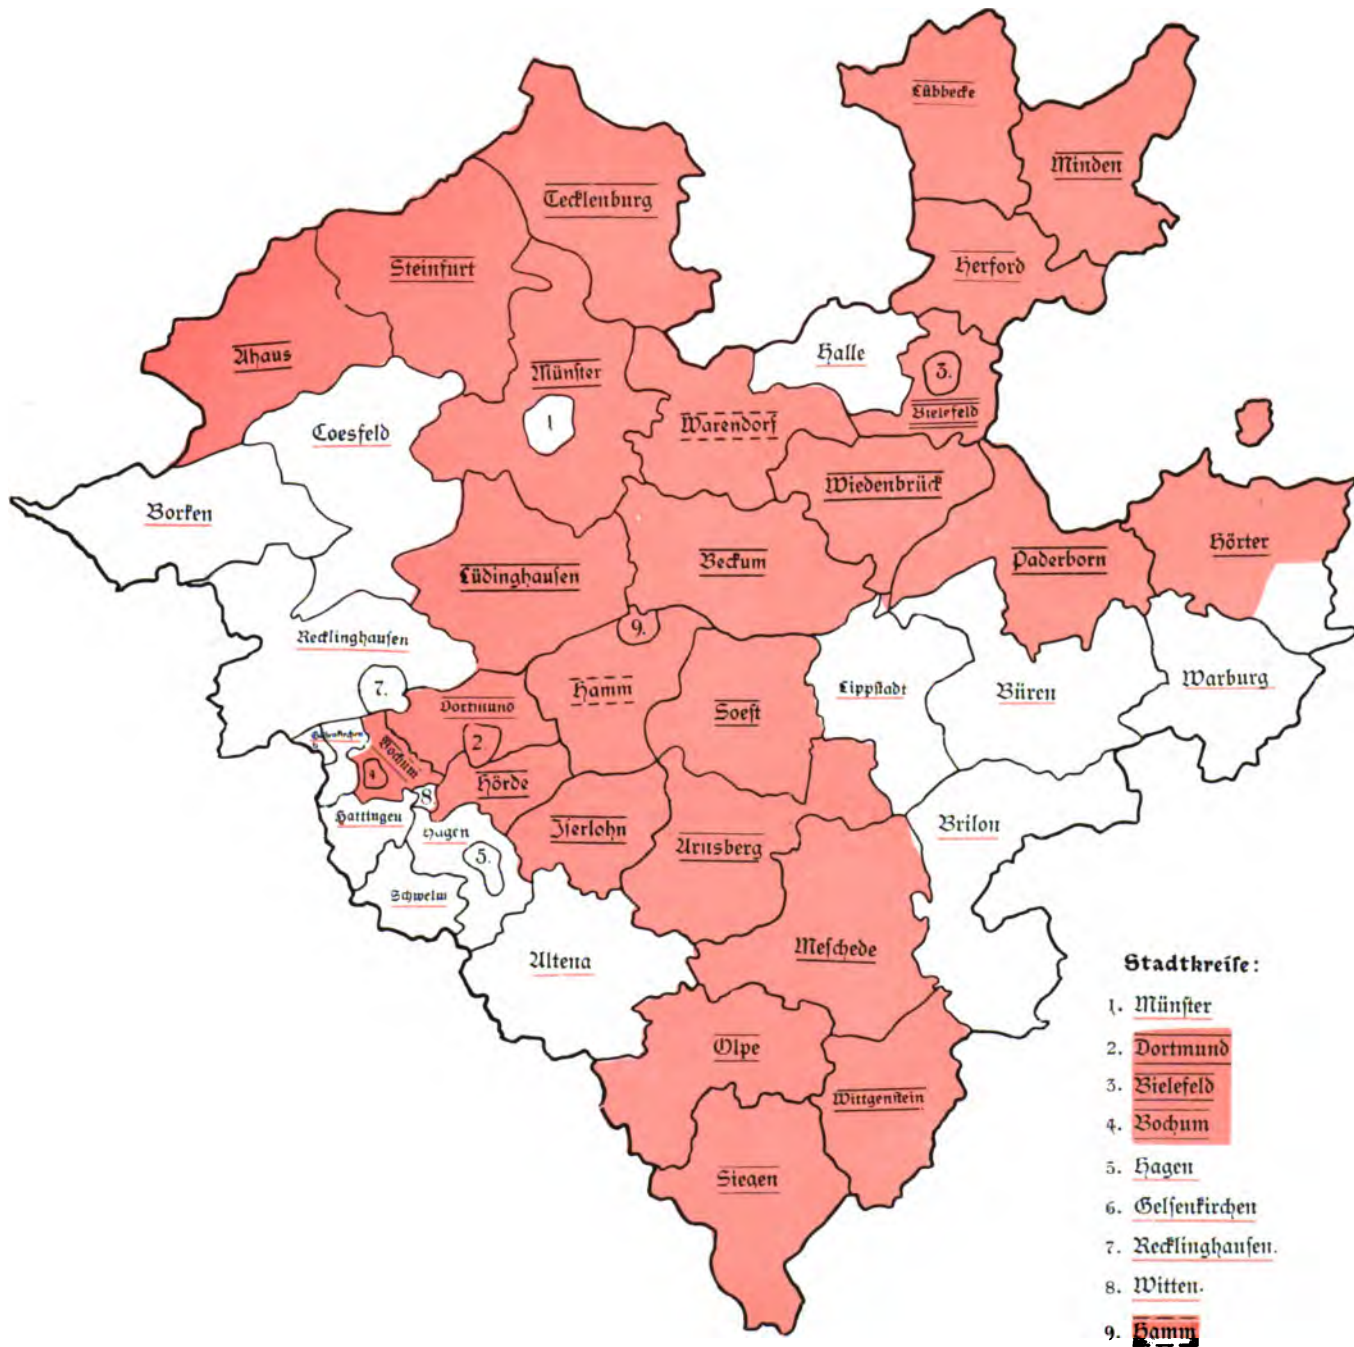 Lübbecke
Minden
Tecklenburg
Herford
Steinfurt
Halle
Ahaus
Münſter
3.
Bielefeld
1
Warendorf
Coesfeld
Wiedenbrück
Borken
Hörter
Beckum
Paderborn
Lüdinghauſen
9.
Recklinghauſen
Warburg
7.
Hamm
Lippſtadt
Büren
Dortmund
Soeſt
2.
Bochum
4.
Hörde
8
Hattingen
Hagen
Iſerlohn
Arnsberg
Brilon
5.
Schwelm
Meſchede
Altena
Olpe
Wittgenſtein
Siegen
Stadtkreiſe:
1. Münſter
2. Dortmund
3. Bielefeld
4. Bochum
5. Hagen
6. Gelſenkirchen
7. Recklinghauſen.
8. Witten.
9. Hamm